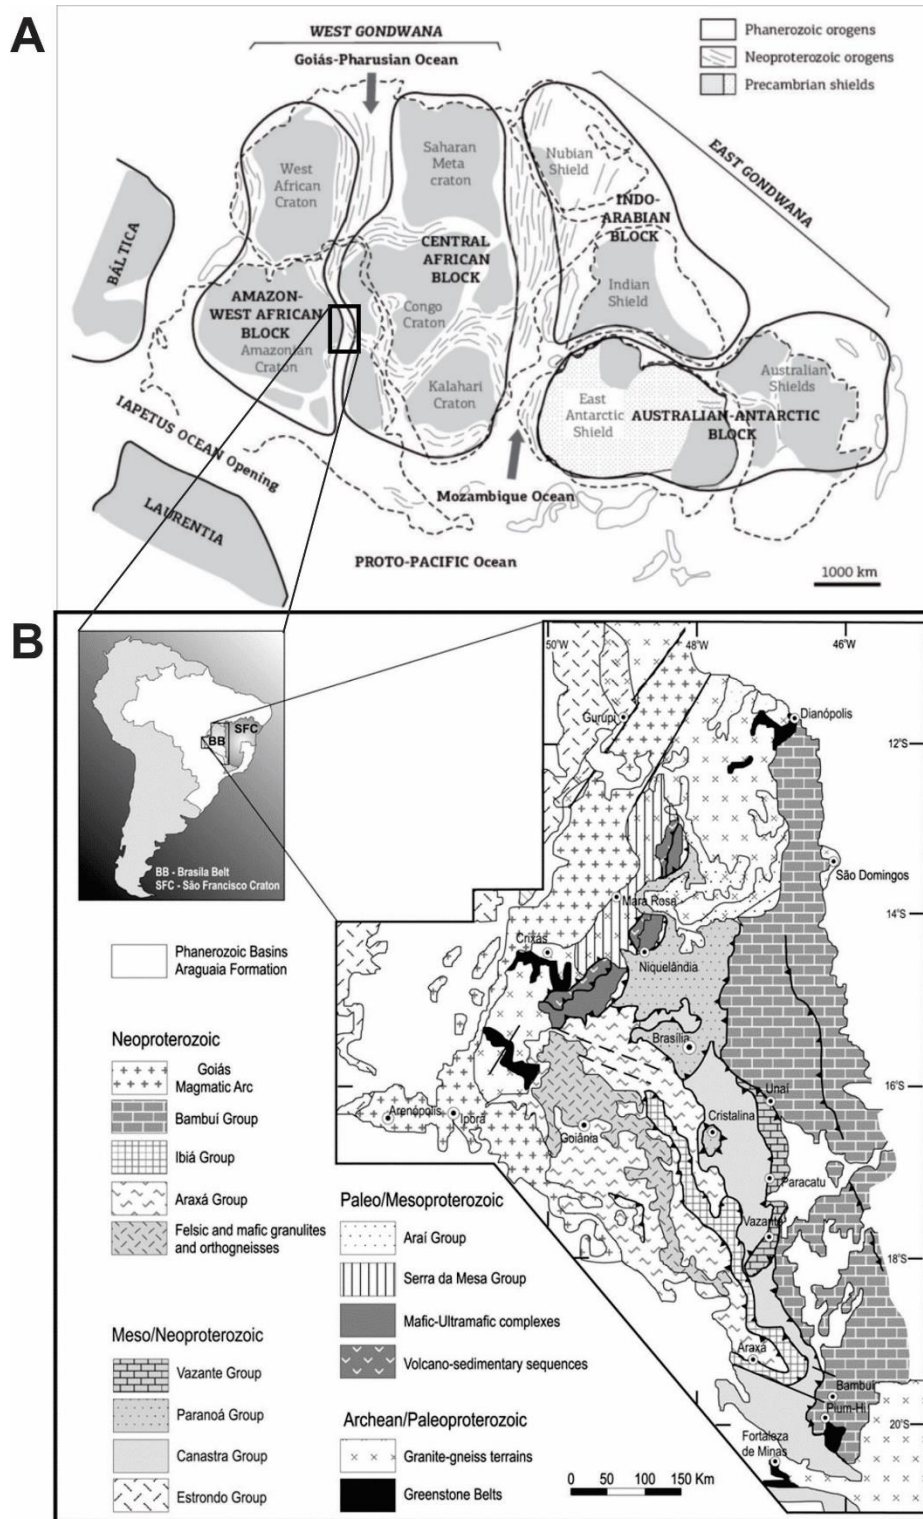 A
WEST GONDWANA
Goiás-Pharusian Ocean
Phanerozoic orogens
Neoproterozoic orogens
Precambrian shields
EAST GONDWANA
West
African
Craton
Saharan
Meta
craton
Nubian
Shield
INDO-
ARABIAN
BLOCK
BÁLTICA
CENTRAL
AFRICAN
BLOCK
Indian
Shield
AMAZON-
WEST AFRICAN
BLOCK
Amazonian
Craton
Congo
Craton
Kalahari
Craton
Australian
Shields
East
Antarctic
Shield
AUSTRALIAN-ANTARCTIC
BLOCK
IAPETUS OCEAN Opening
LAURENTIA
Mozambique Ocean
PROTO-PACIFIC Ocean
1000 km
B
50°W
48°W
46°W
SFC
BB
BB - Brasíla Belt
SFC - São Francisco Craton
Gurupi
Dianópolis
12°S
São Domingos
Mara Rosa
14°S
Crixás
Niquelândia
Brasília
16°S
Unaí
Arenópolis
Iporá
Cristalina
Goiânia
Paracatu
Vazante
18°S
Araxá
Bambuí
Pium-Hi
20°S
Fortaleza
de Minas
0 50 100 150 Km
Phanerozoic Basins
Araguaia Formation
Neoproterozoic
Goiás
Magmatic Arc
Bambuí Group
Ibiá Group
Araxá Group
Felsic and mafic granulites
and orthogneisses
Meso/Neoproterozoic
Vazante Group
Paranoá Group
Canastra Group
Estrondo Group
Paleo/Mesoproterozoic
Araí Group
Serra da Mesa Group
Mafic-Ultramafic complexes
Volcano-sedimentary sequences
Archean/Paleoproterozoic
Granite-gneiss terrains
Greenstone Belts